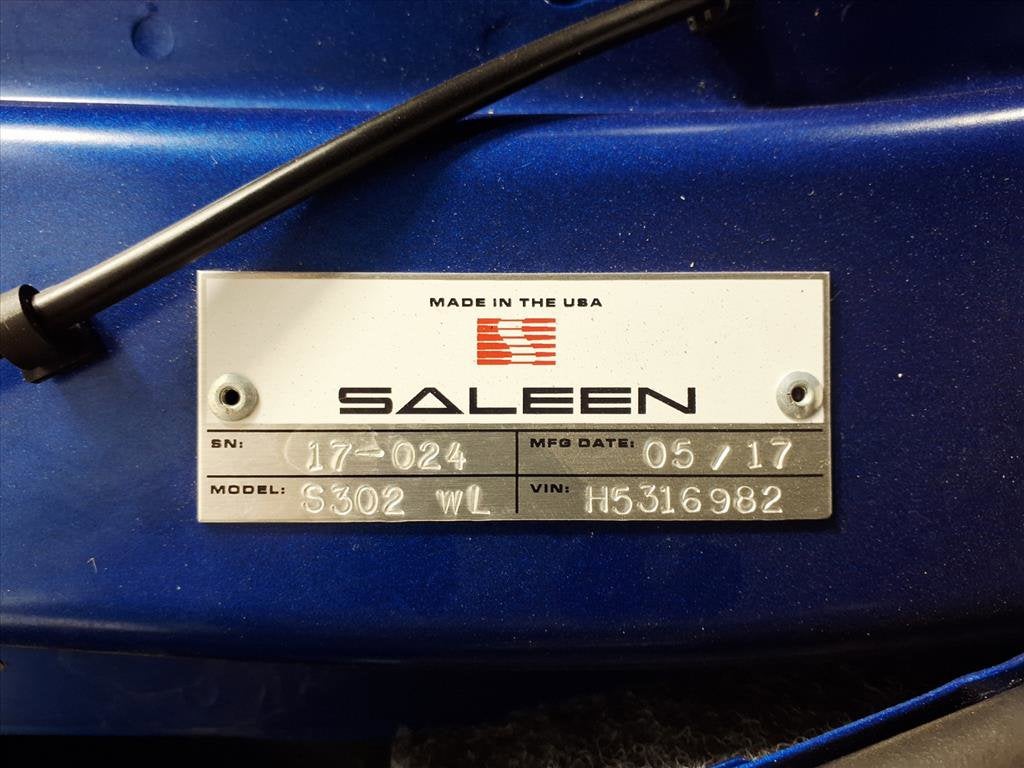 MADE IN THE USA
SALEEN
SN: 17-024
MFG DATE: 05/17
MODEL: S302 WL
VIN: H5316982